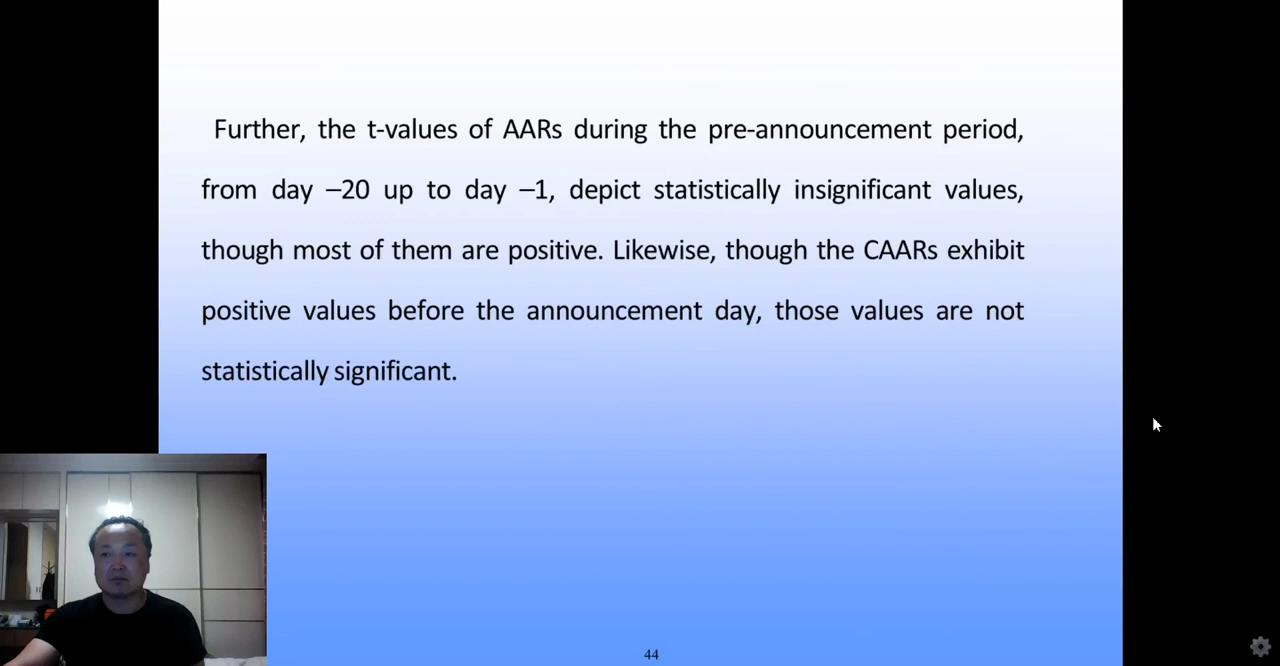 Further, the t-values of AARs during the pre-announcement period,
from day –20 up to day –1, depict statistically insignificant values,
though most of them are positive. Likewise, though the CAARs exhibit
positive values before the announcement day, those values are not
statistically significant.
44